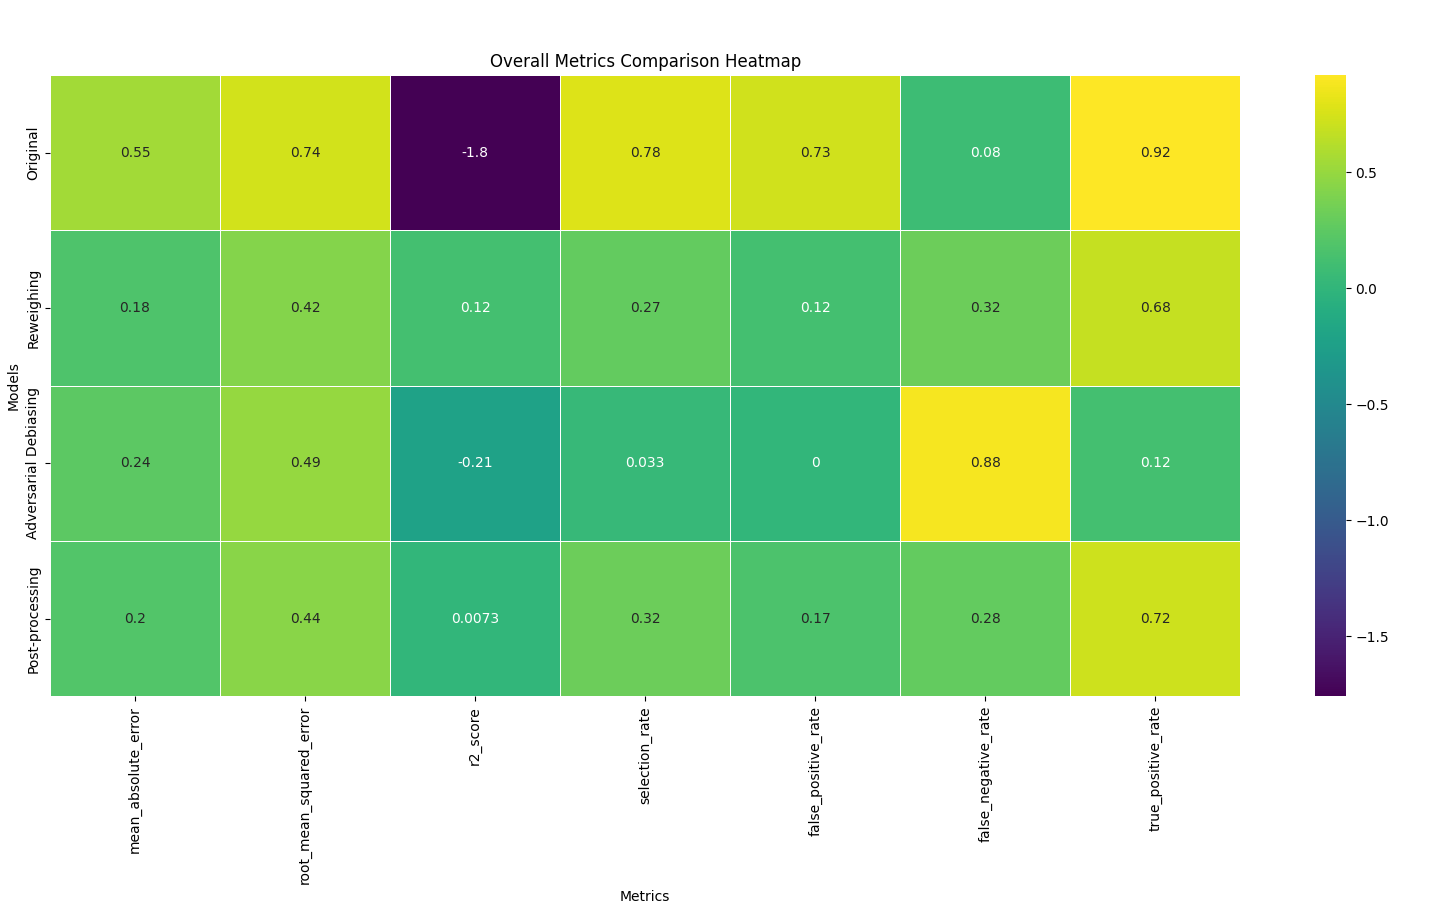 Overall Metrics Comparison Heatmap
Models
Original
0.55 0.74 -1.8 0.78 0.73 0.08 0.92
Reweighing
0.18 0.42 0.12 0.27 0.12 0.32 0.68
Adversarial Debiasing
0.24 0.49 -0.21 0.033 0 0.88 0.12
Post-processing
0.2 0.44 0.0073 0.32 0.17 0.28 0.72
mean_absolute_error
root_mean_squared_error
r2_score
selection_rate
false_positive_rate
false_negative_rate
true_positive_rate
Metrics
0.5
0.0
−0.5
−1.0
−1.5